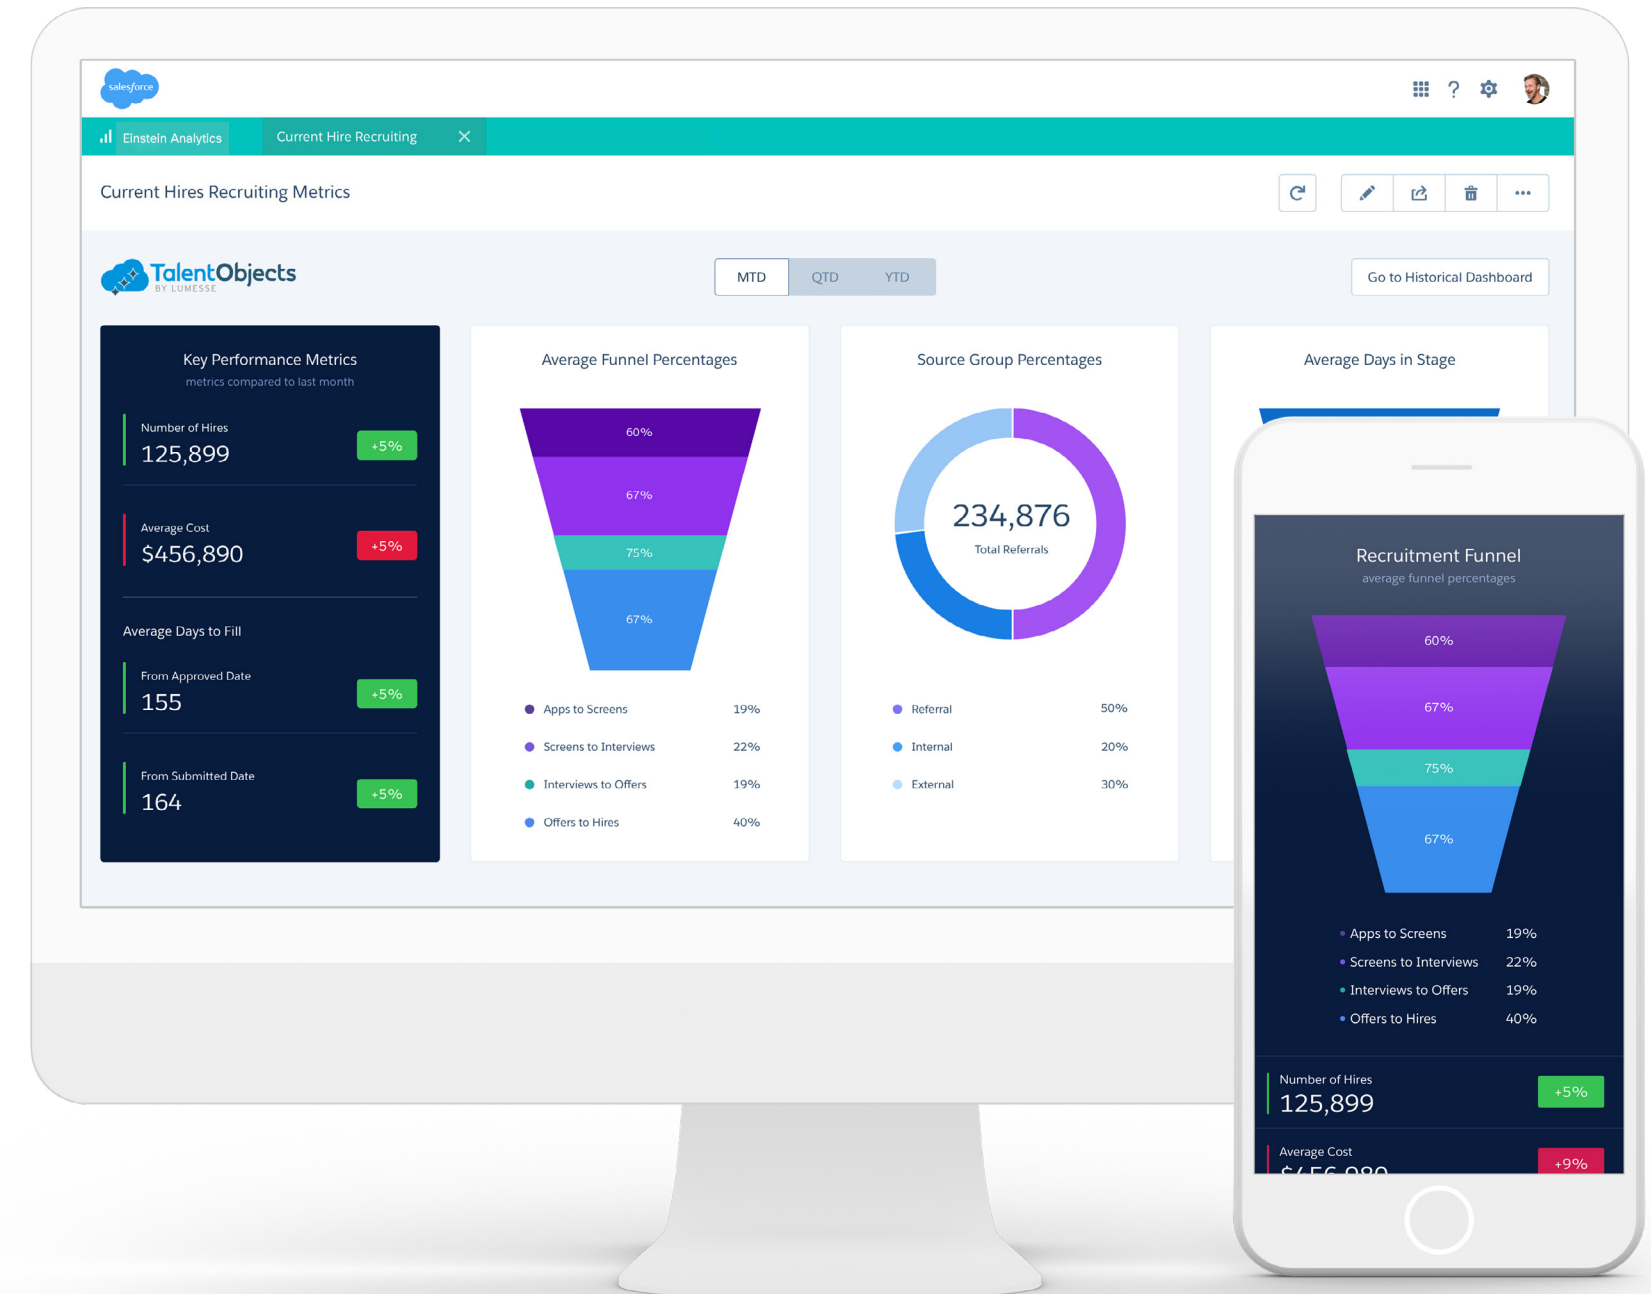 salesforce
?
Einstein Analytics
Current Hire Recruiting
Current Hires Recruiting Metrics
TalentObjects
BY LUMESSE
MTD QTD YTD
Go to Historical Dashboard
Key Performance Metrics
metrics compared to last month
Number of Hires
125,899
+5%
Average Cost
$456,890
+5%
Average Days to Fill
From Approved Date
155
+5%
From Submitted Date
164
+5%
Average Funnel Percentages
60%
67%
75%
67%
Apps to Screens 19%
Screens to Interviews 22%
Interviews to Offers 19%
Offers to Hires 40%
Source Group Percentages
234,876
Total Referrals
Referral 50%
Internal 20%
External 30%
Average Days in Stage
Recruitment Funnel
average funnel percentages
60%
67%
75%
67%
Apps to Screens 19%
Screens to Interviews 22%
Interviews to Offers 19%
Offers to Hires 40%
Number of Hires
125,899
+5%
Average Cost
$456,980
+9%